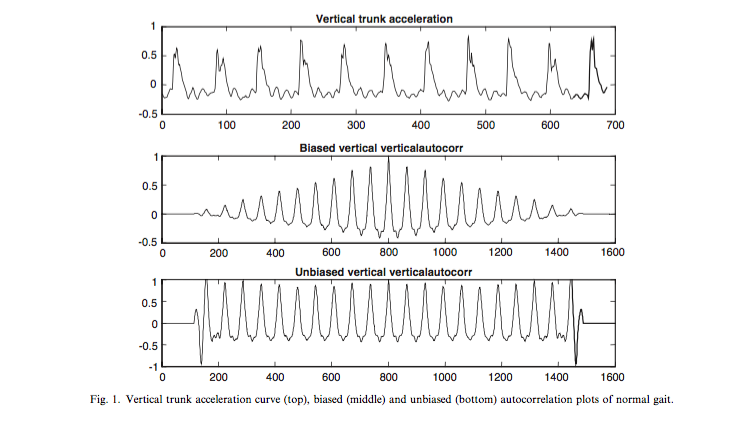 Vertical trunk acceleration
1
0.5
0
-0.5
0 100 200 300 400 500 600 700
Biased vertical verticalautocorr
1
0.5
0
-0.5
0 200 400 600 800 1000 1200 1400 1600
Unbiased vertical verticalautocorr
1
0.5
0
-0.5
-1
0 200 400 600 800 1000 1200 1400 1600
Fig. 1. Vertical trunk acceleration curve (top), biased (middle) and unbiased (bottom) autocorrelation plots of normal gait.